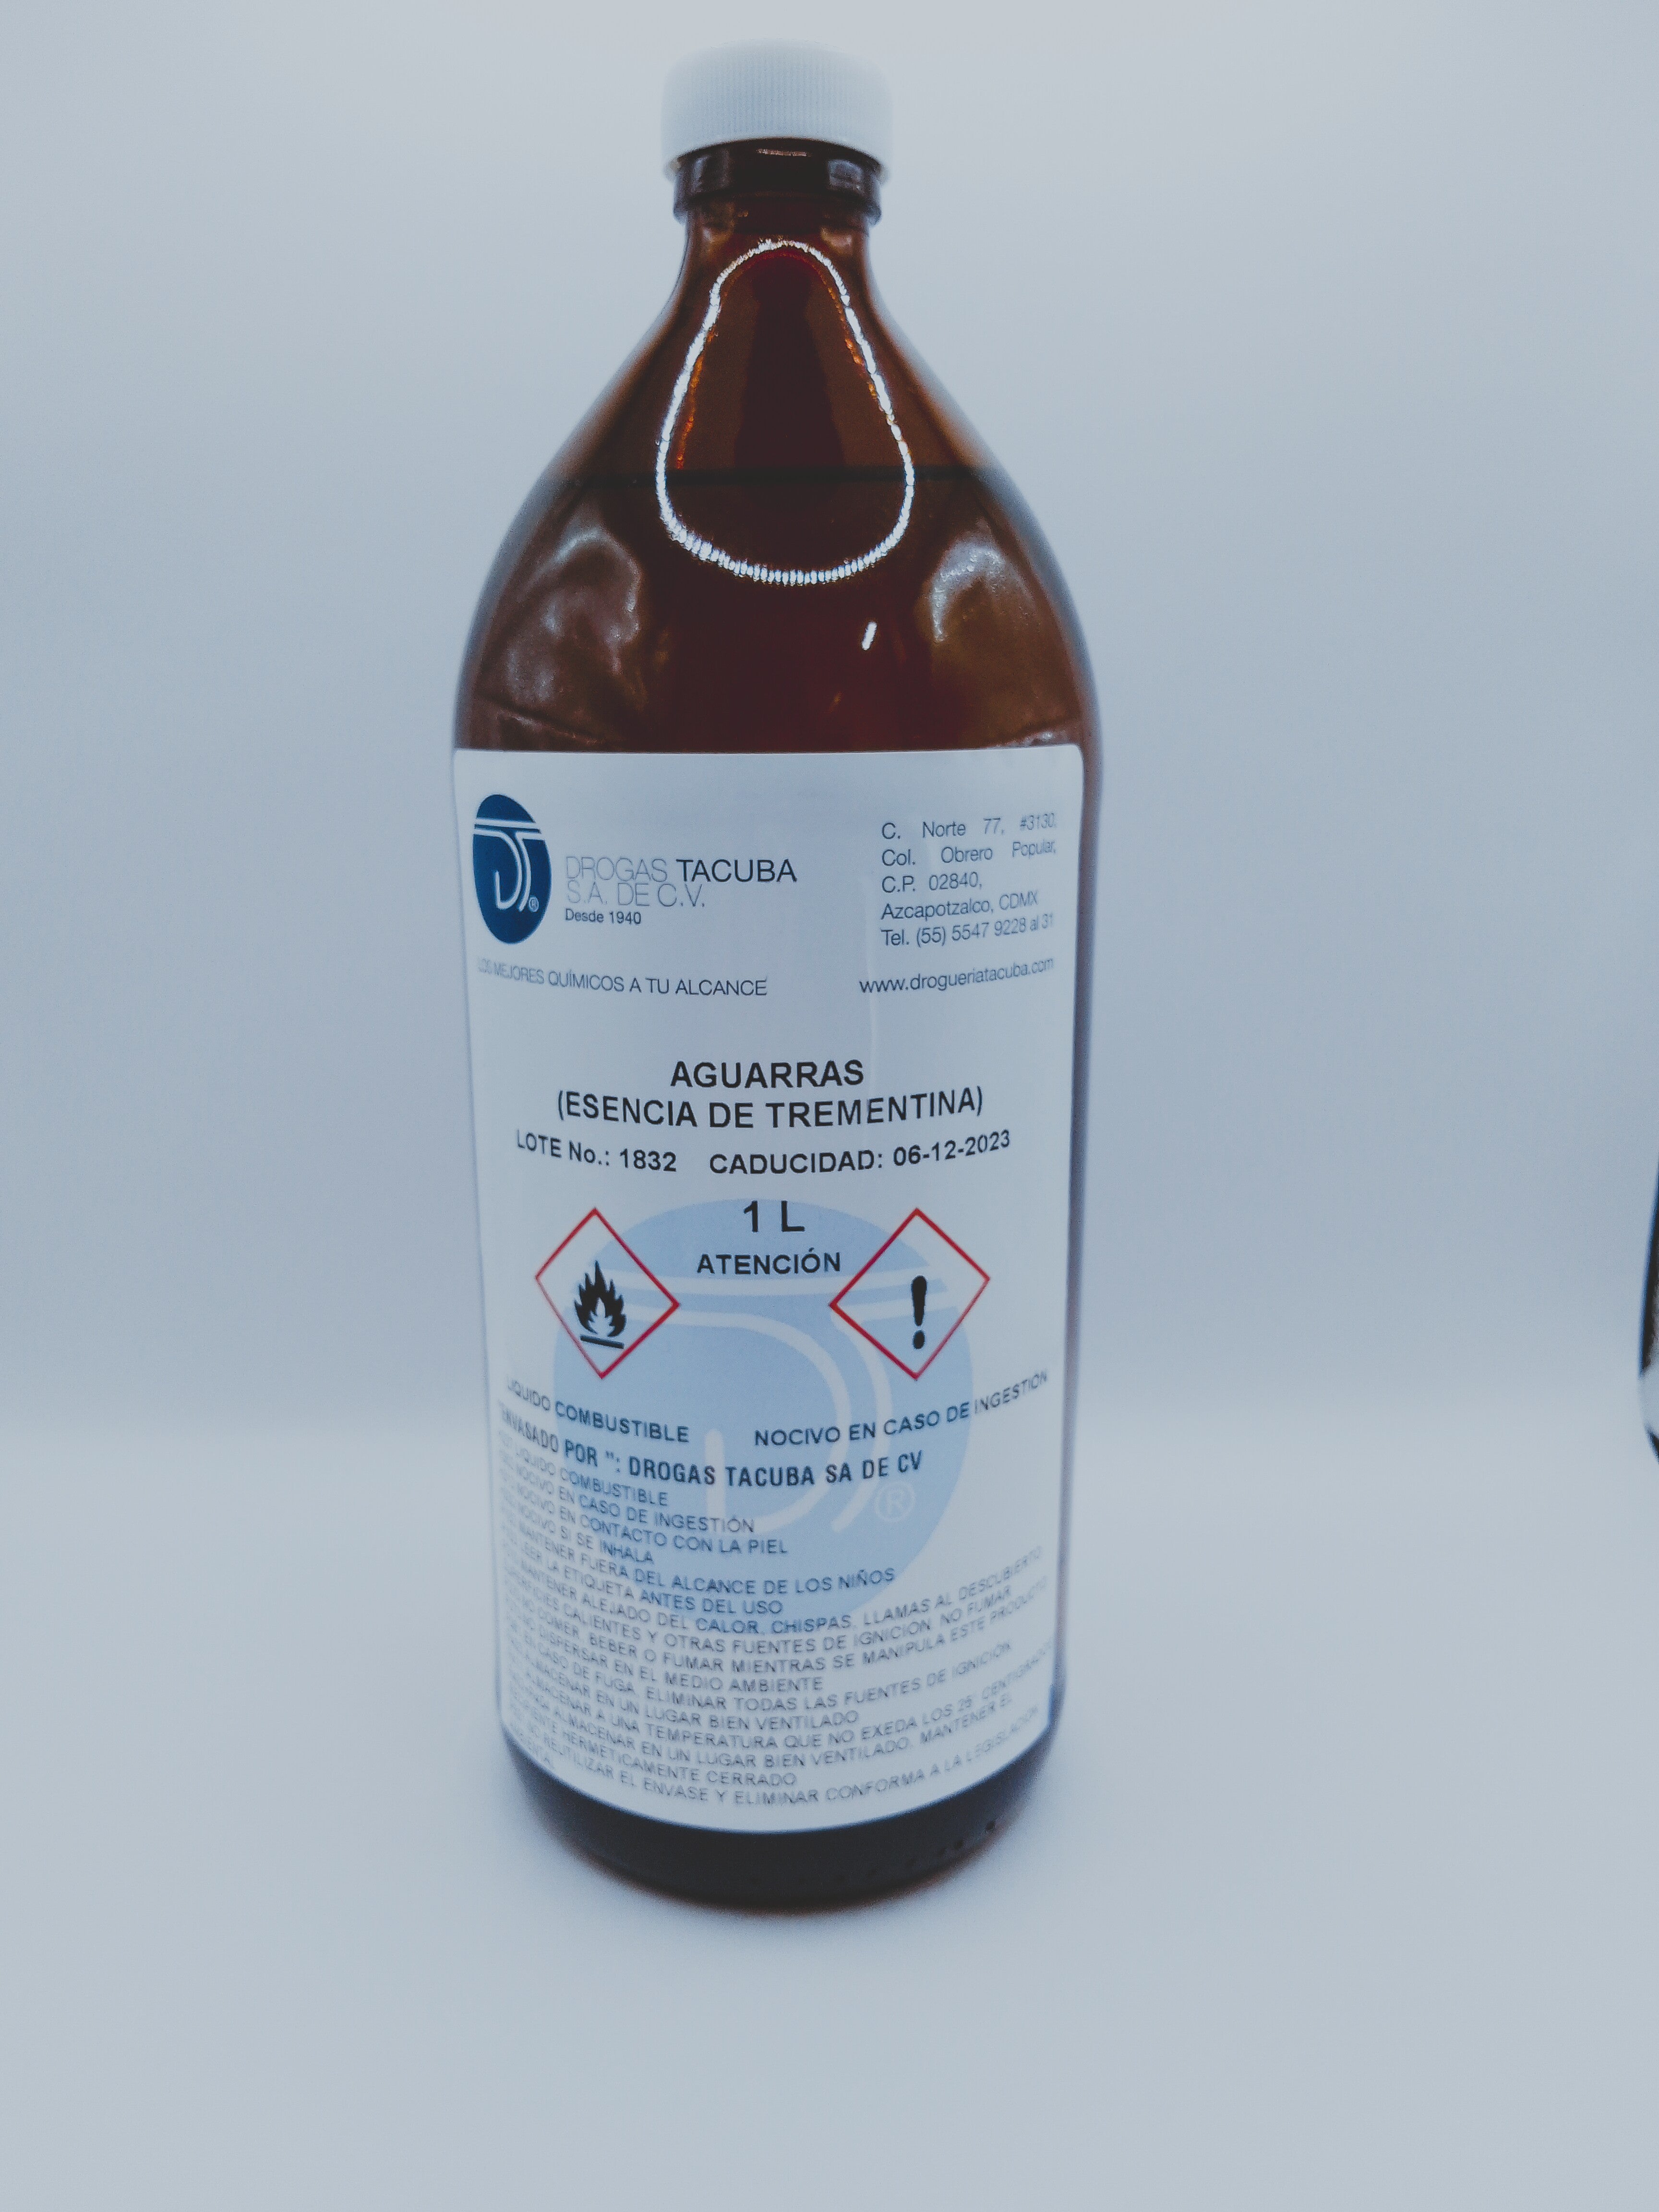 DROGAS TACUBA
S.A. DE C.V.
Desde 1940
LOS MEJORES QUÍMICOS A TU ALCANCE
C. Norte 77, #3130,
Col. Obrero Popular,
C.P. 02840,
Azcapotzalco, CDMX
Tel. (55) 5547 9228 al 31
www.drogueriatacuba.com
AGUARRAS
(ESENCIA DE TREMENTINA)
LOTE No.: 1832 CADUCIDAD: 06-12-2023
1 L
ATENCIÓN
LIQUIDO COMBUSTIBLE
NOCIVO EN CASO DE INGESTIÓN
"ENVASADO POR ": DROGAS TACUBA SA DE CV
LIQUIDO COMBUSTIBLE
NOCIVO EN CASO DE INGESTIÓN
NOCIVO EN CONTACTO CON LA PIEL
NOCIVO SI SE INHALA
MANTENER FUERA DEL ALCANCE DE LOS NIÑOS
LEER LA ETIQUETA ANTES DEL USO
MANTENER ALEJADO DEL CALOR, CHISPAS, LLAMAS AL DESCUBIERTO,
SUPERFICIES CALIENTES Y OTRAS FUENTES DE IGNICIÓN. NO FUMAR
NO COMER, BEBER O FUMAR MIENTRAS SE MANIPULA ESTE PRODUCTO
NO DISPERSAR EN EL MEDIO AMBIENTE
EN CASO DE FUGA, ELIMINAR TODAS LAS FUENTES DE IGNICIÓN
ALMACENAR EN UN LUGAR BIEN VENTILADO
ALMACENAR A UNA TEMPERATURA QUE NO EXEDA LOS 25° CENTIGRADOS
ALMACENAR EN UN LUGAR BIEN VENTILADO. MANTENER EL
HERMETICAMENTE CERRADO
NO REUTILIZAR EL ENVASE Y ELIMINAR CONFORMA A LA LEGISLACIÓN